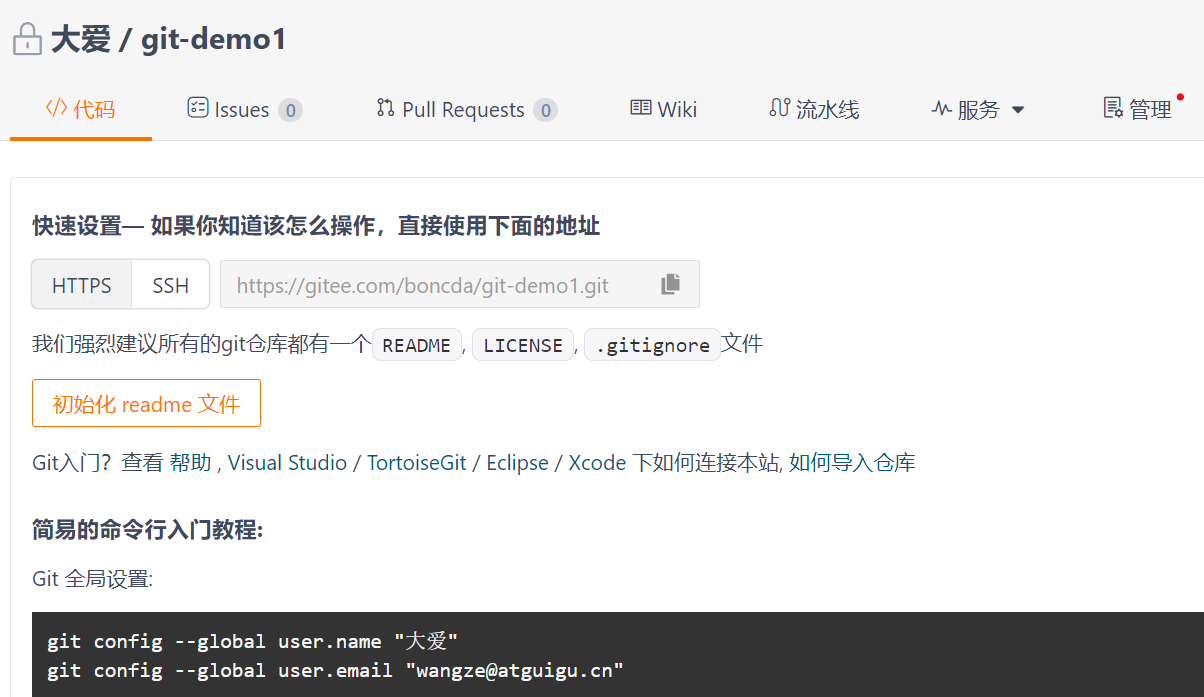 大爱 / git-demo1
代码 Issues 0 Pull Requests 0 Wiki 流水线 服务 管理
快速设置— 如果你知道该怎么操作，直接使用下面的地址
HTTPS SSH https://gitee.com/boncda/git-demo1.git
我们强烈建议所有的git仓库都有一个 README , LICENSE , .gitignore 文件
初始化 readme 文件
Git入门？查看 帮助 , Visual Studio / TortoiseGit / Eclipse / Xcode 下如何连接本站, 如何导入仓库
简易的命令行入门教程:
Git 全局设置:
git config --global user.name "大爱"
git config --global user.email "wangze@atguigu.cn"